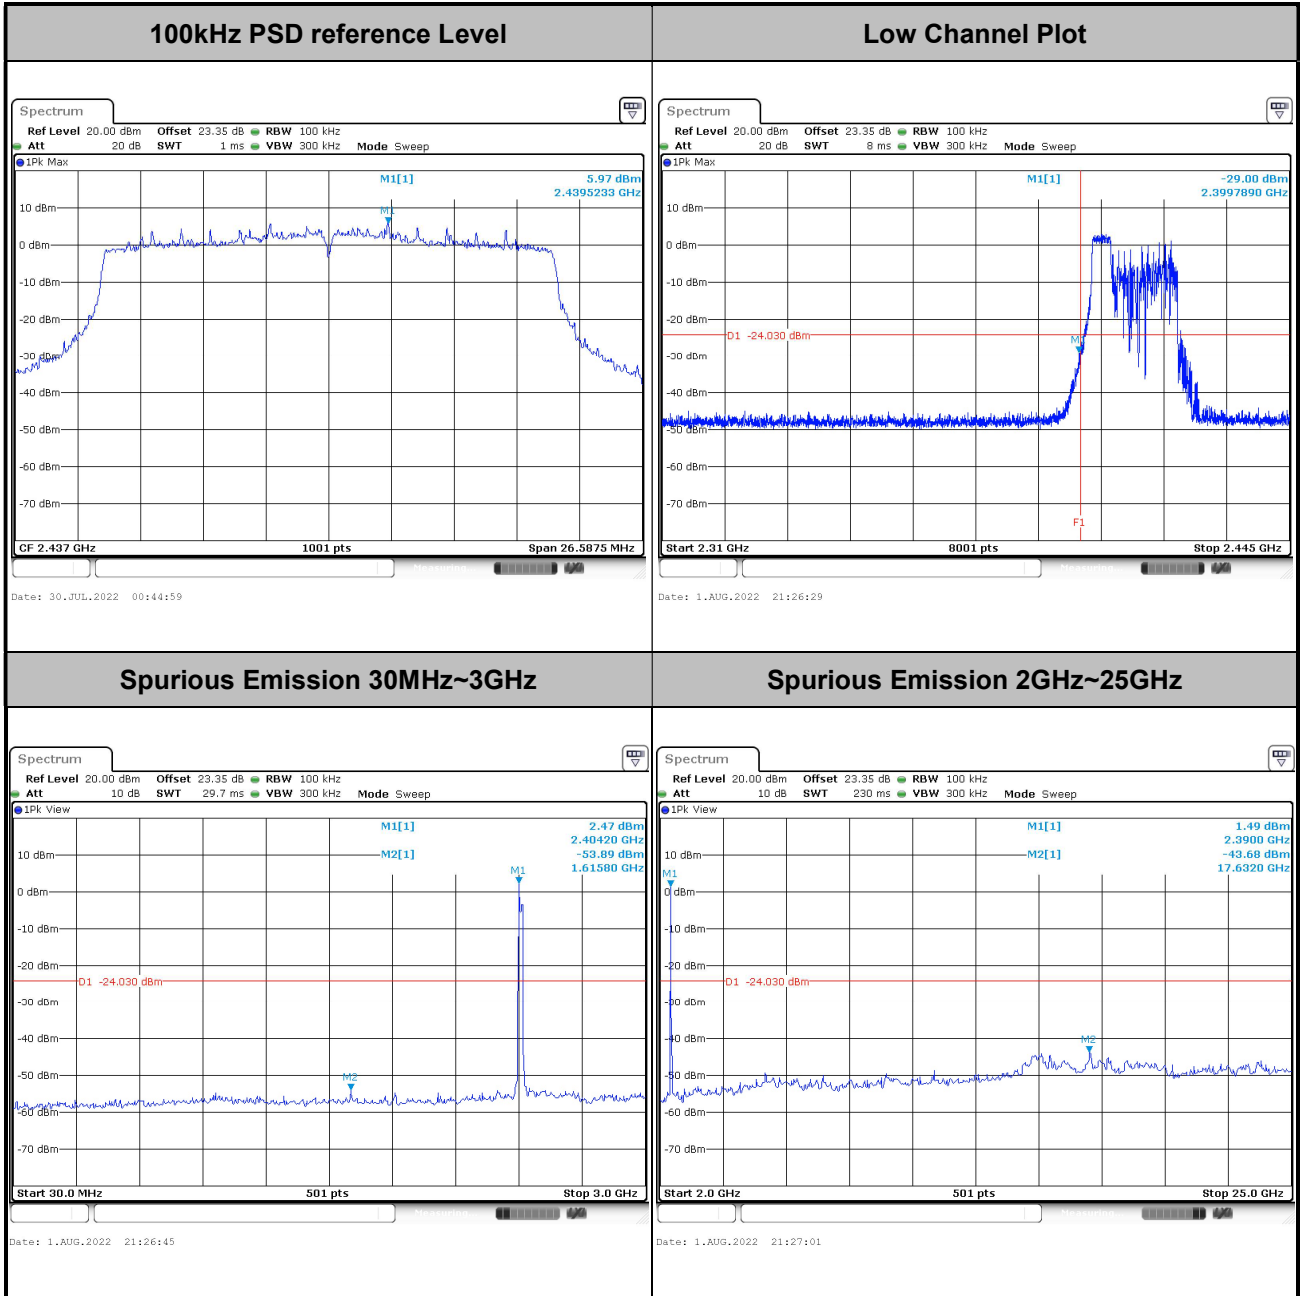 100kHz PSD reference Level
Low Channel Plot
Spectrum
Ref Level 20.00 dBm Offset 23.35 dB RBW 100 kHz
Att 20 dB SWT 1 ms VBW 300 kHz Mode Sweep
1Pk Max
M1[1] 5.97 dBm
2.4395233 GHz
M1
10 dBm
0 dBm
-10 dBm
-20 dBm
-30 dBm
-40 dBm
-50 dBm
-60 dBm
-70 dBm
CF 2.437 GHz 1001 pts Span 26.5875 MHz
Measuring...
Date: 30.JUL.2022 00:44:59
Spectrum
Ref Level 20.00 dBm Offset 23.35 dB RBW 100 kHz
Att 20 dB SWT 8 ms VBW 300 kHz Mode Sweep
1Pk Max
M1[1] -29.00 dBm
2.3997890 GHz
10 dBm
0 dBm
-10 dBm
-20 dBm
D1 -24.030 dBm
-30 dBm
-40 dBm
-50 dBm
-60 dBm
-70 dBm
F1
Start 2.31 GHz 8001 pts Stop 2.445 GHz
Measuring...
Date: 1.AUG.2022 21:26:29
Spurious Emission 30MHz~3GHz
Spurious Emission 2GHz~25GHz
Spectrum
Ref Level 20.00 dBm Offset 23.35 dB RBW 100 kHz
Att 10 dB SWT 29.7 ms VBW 300 kHz Mode Sweep
1Pk View
M1[1] 2.47 dBm
2.40420 GHz
M2[1] -53.89 dBm
1.61580 GHz
M1
10 dBm
0 dBm
-10 dBm
-20 dBm
D1 -24.030 dBm
-30 dBm
-40 dBm
-50 dBm
M2
-60 dBm
-70 dBm
Start 30.0 MHz 501 pts Stop 3.0 GHz
Measuring...
Date: 1.AUG.2022 21:26:45
Spectrum
Ref Level 20.00 dBm Offset 23.35 dB RBW 100 kHz
Att 10 dB SWT 230 ms VBW 300 kHz Mode Sweep
1Pk View
M1[1] 1.49 dBm
2.3900 GHz
M2[1] -43.68 dBm
17.6320 GHz
10 dBm
M1
0 dBm
-10 dBm
-20 dBm
D1 -24.030 dBm
-30 dBm
-40 dBm
M2
-50 dBm
-60 dBm
-70 dBm
Start 2.0 GHz 501 pts Stop 25.0 GHz
Measuring...
Date: 1.AUG.2022 21:27:01